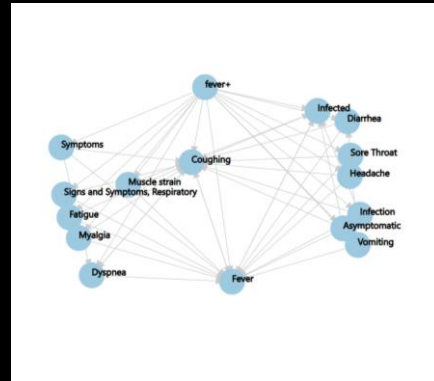 fever+
Infected
Diarrhea
Symptoms
Coughing
Sore Throat
Headache
Muscle strain
Signs and Symptoms, Respiratory
Fatigue
Infection
Asymptomatic
Myalgia
Vomiting
Dyspnea
Fever